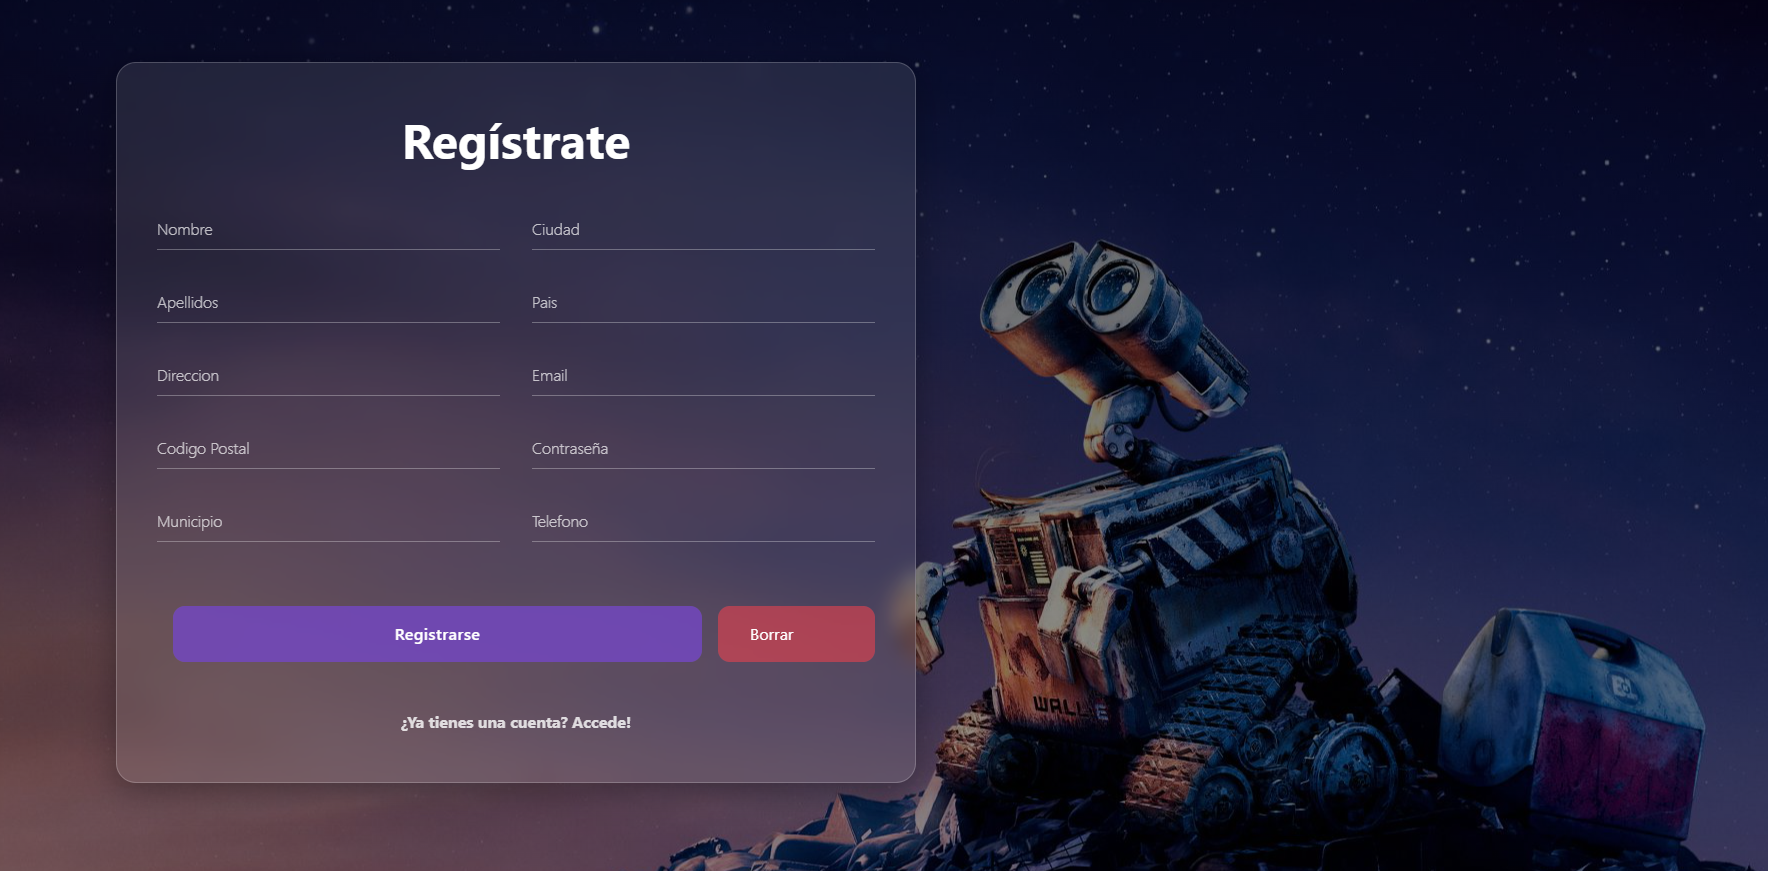 Regístrate
Nombre
Ciudad
Apellidos
Pais
Direccion
Email
Codigo Postal
Contraseña
Municipio
Telefono
Registrarse
Borrar
¿Ya tienes una cuenta? Accede!
WALL·E